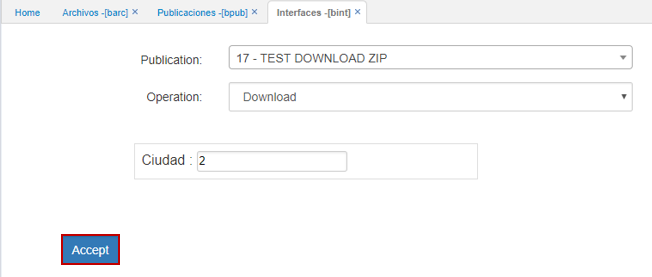 Home Archivos -[barc] × Publicaciones -[bpub] × Interfaces -[bint] ×
Publication: 17 - TEST DOWNLOAD ZIP
Operation: Download
Ciudad : 2
Accept